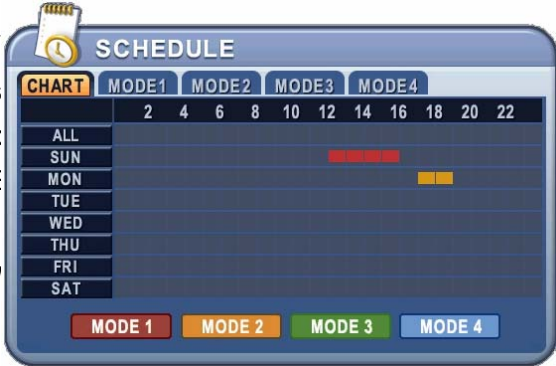 SCHEDULE
CHART MODE1 MODE2 MODE3 MODE4
2 4 6 8 10 12 14 16 18 20 22
ALL
SUN
MON
TUE
WED
THU
FRI
SAT
MODE 1 MODE 2 MODE 3 MODE 4